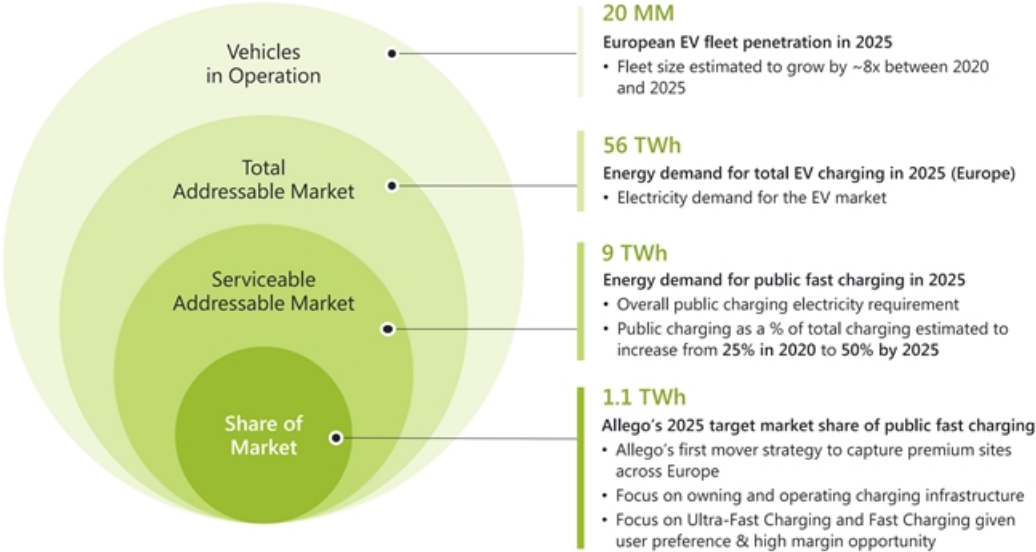 Vehicles
in Operation
Total
Addressable Market
Serviceable
Addressable Market
Share of
Market
20 MM
European EV fleet penetration in 2025
• Fleet size estimated to grow by ~8x between 2020
and 2025
56 TWh
Energy demand for total EV charging in 2025 (Europe)
• Electricity demand for the EV market
9 TWh
Energy demand for public fast charging in 2025
• Overall public charging electricity requirement
• Public charging as a % of total charging estimated to
increase from 25% in 2020 to 50% by 2025
1.1 TWh
Allego's 2025 target market share of public fast charging
• Allego's first mover strategy to capture premium sites
across Europe
• Focus on owning and operating charging infrastructure
• Focus on Ultra-Fast Charging and Fast Charging given
user preference & high margin opportunity